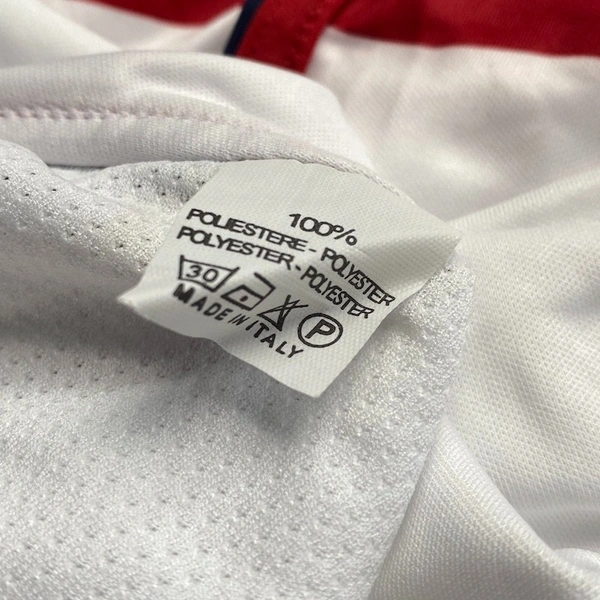 100%
POLIESTERE - POLYESTER
POLYESTER - POLYESTER
30 P
MADE IN ITALY